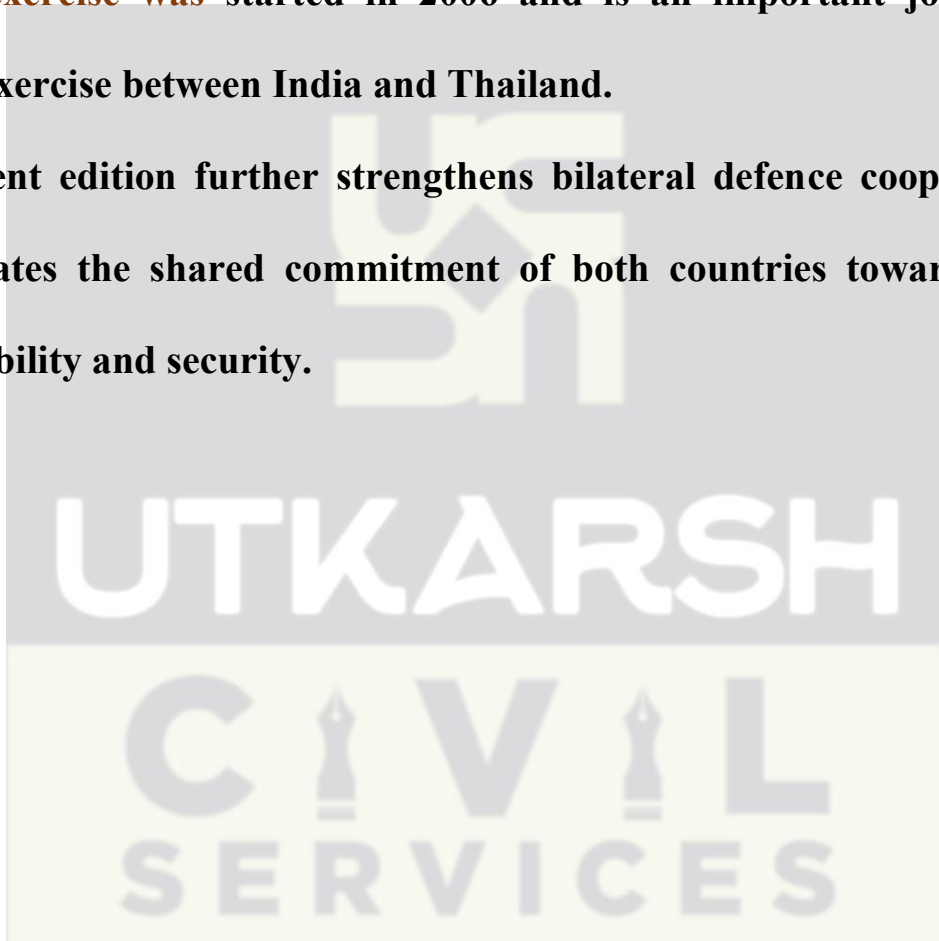 exercise was started in 2006 and is an important jo
xercise between India and Thailand.
ent edition further strengthens bilateral defence coop
ates the shared commitment of both countries towar
bility and security.
UTKARSH
CIVIL
SERVICES